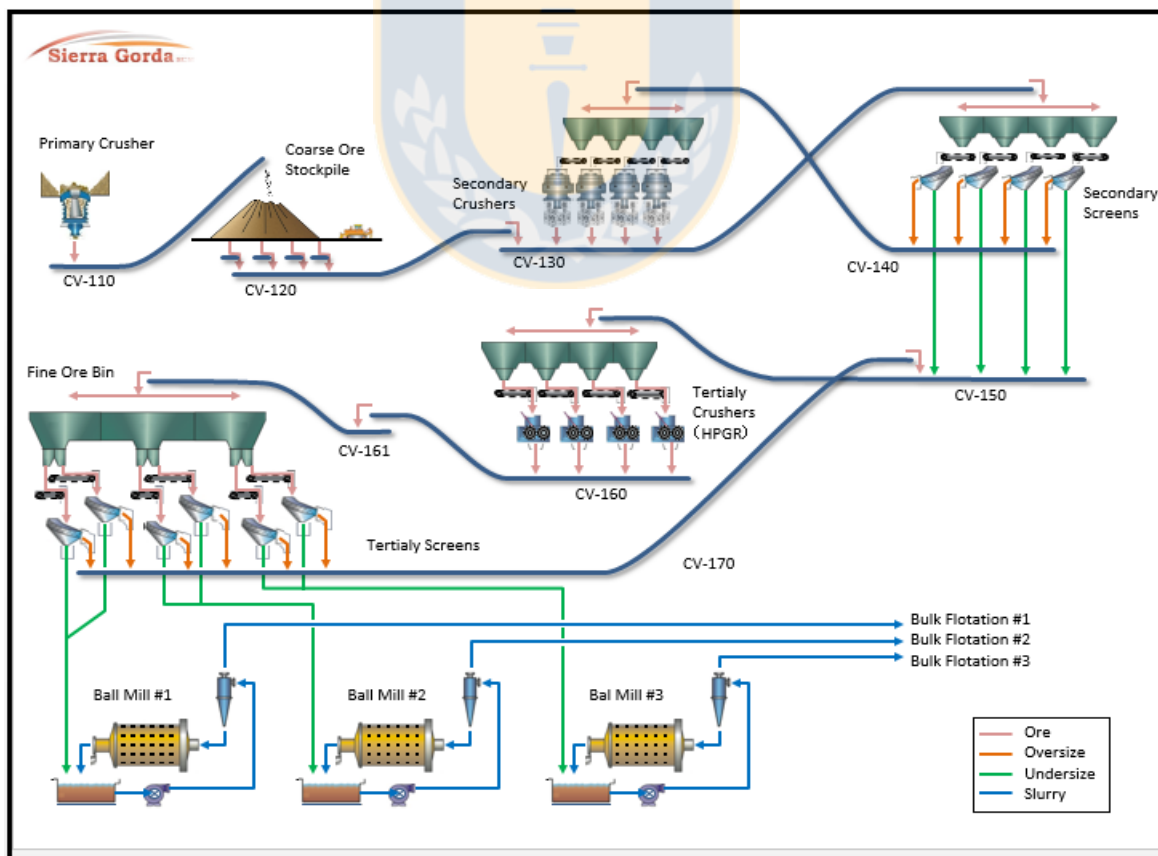 Sierra Gorda
Primary Crusher
Coarse Ore
Stockpile
Secondary
Crushers
Secondary
Screens
CV-110
CV-120
CV-130
CV-140
Fine Ore Bin
Tertialy
Crushers
(HPGR)
CV-150
CV-161
CV-160
Tertialy Screens
CV-170
Bulk Flotation #1
Bulk Flotation #2
Bulk Flotation #3
Ball Mill #1
Ball Mill #2
Bal Mill #3
Ore
Oversize
Undersize
Slurry